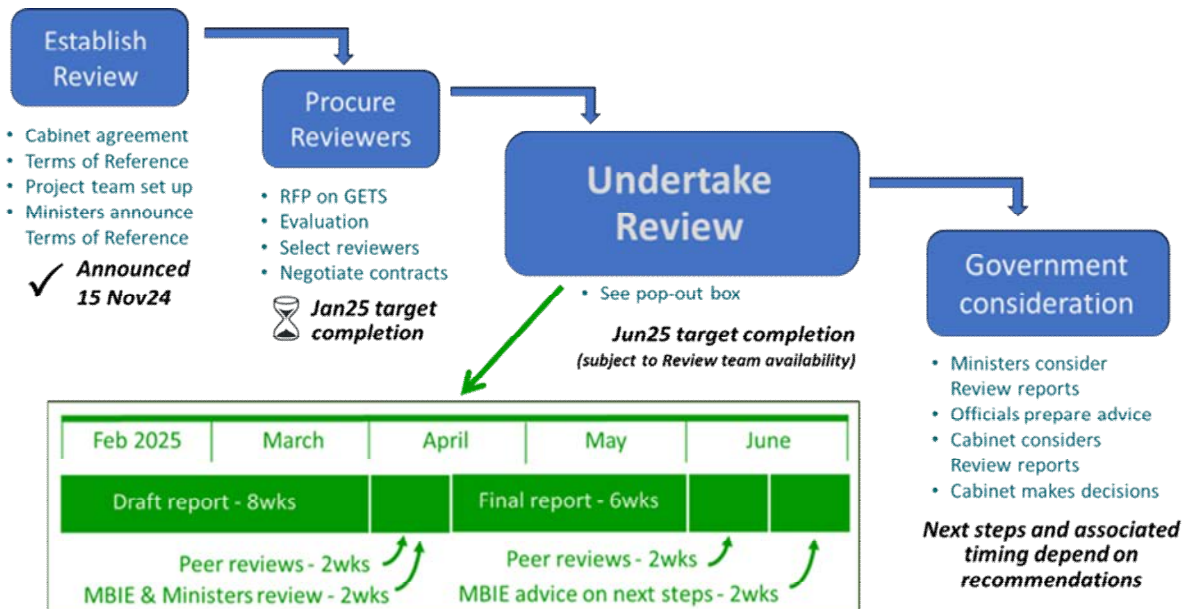 Establish
Review
• Cabinet agreement
• Terms of Reference
• Project team set up
• Ministers announce
Terms of Reference
Announced
15 Nov24
Procure
Reviewers
• RFP on GETS
• Evaluation
• Select reviewers
• Negotiate contracts
Jan25 target
completion
Undertake
Review
• See pop-out box
Jun25 target completion
(subject to Review team availability)
Government
consideration
• Ministers consider
Review reports
• Officials prepare advice
• Cabinet considers
Review reports
• Cabinet makes decisions
Next steps and associated
timing depend on
recommendations
Feb 2025 March April May June
Draft report - 8wks Final report - 6wks
Peer reviews - 2wks Peer reviews - 2wks
MBIE & Ministers review - 2wks MBIE advice on next steps - 2wks